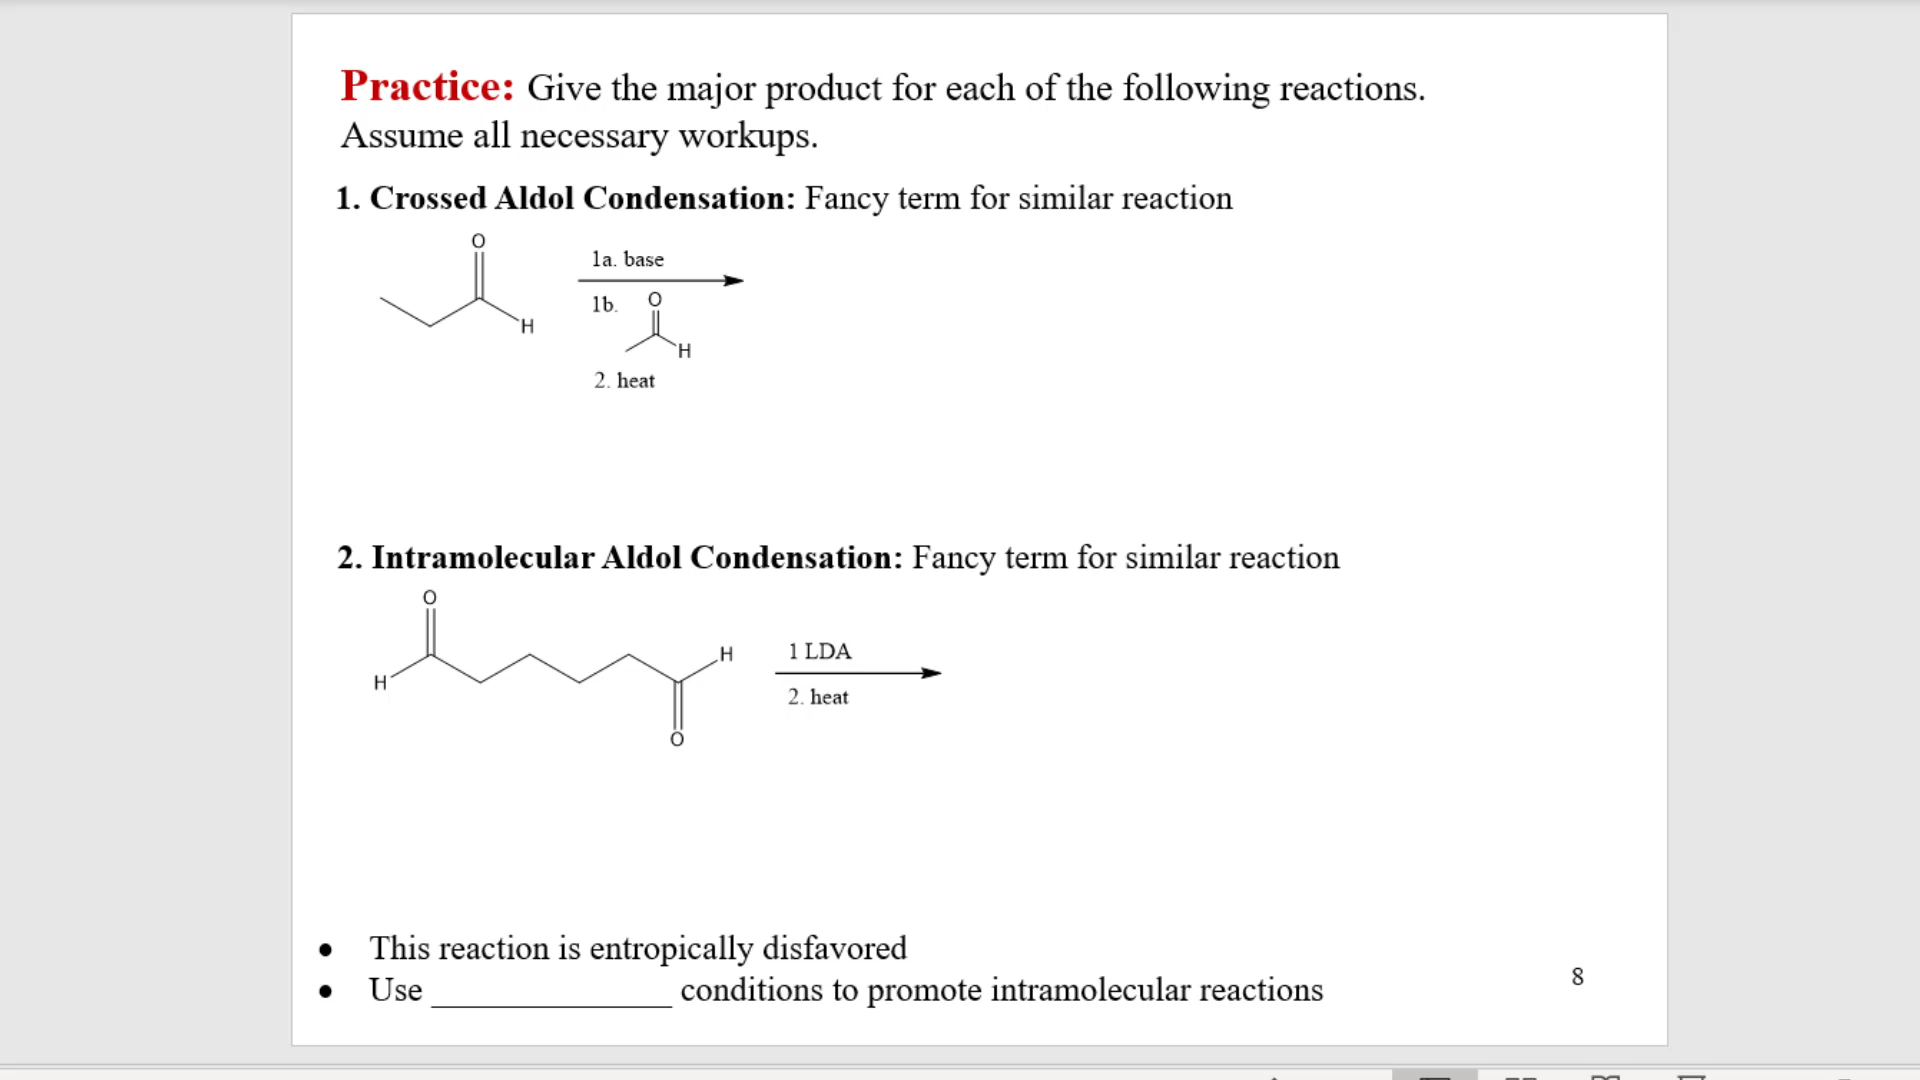 Practice: Give the major product for each of the following reactions.
Assume all necessary workups.
1. Crossed Aldol Condensation: Fancy term for similar reaction
O
H
1a. base
1b.
O
H
2. heat
2. Intramolecular Aldol Condensation: Fancy term for similar reaction
O
H
H
O
1 LDA
2. heat
• This reaction is entropically disfavored
• Use ______________ conditions to promote intramolecular reactions
8